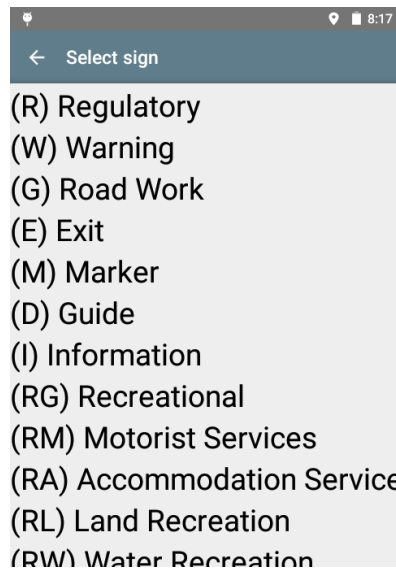 8:17
Select sign
(R) Regulatory
(W) Warning
(G) Road Work
(E) Exit
(M) Marker
(D) Guide
(I) Information
(RG) Recreational
(RM) Motorist Services
(RA) Accommodation Service
(RL) Land Recreation
(RW) Water Recreation